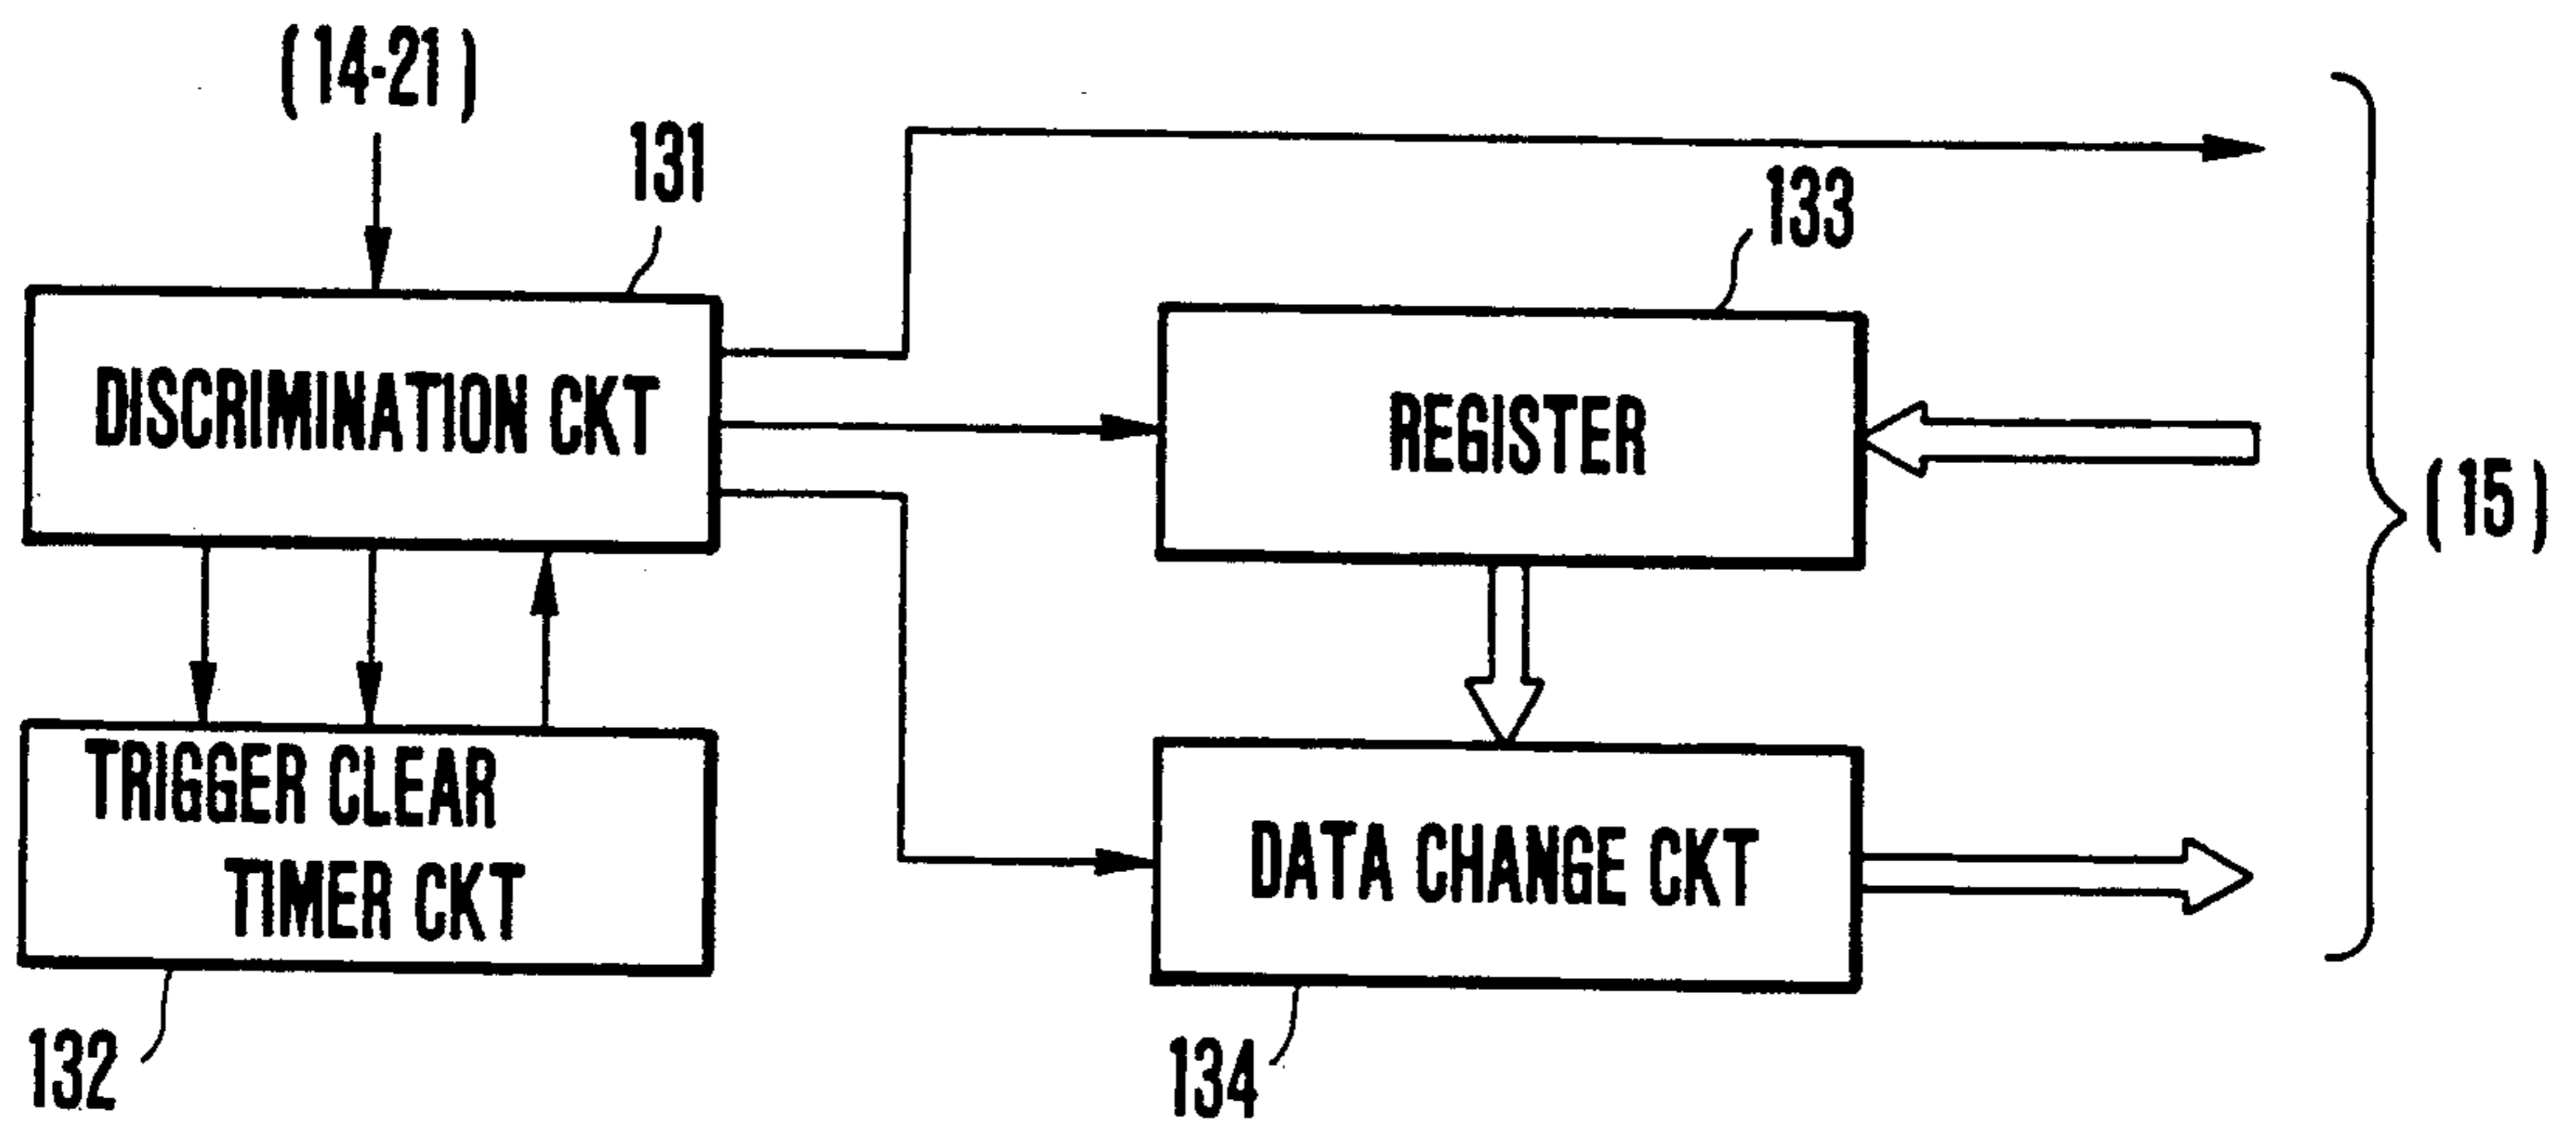 (14-21)
131
133
DISCRIMINATION CKT
REGISTER
(15)
TRIGGER CLEAR
TIMER CKT
DATA CHANGE CKT
132
134